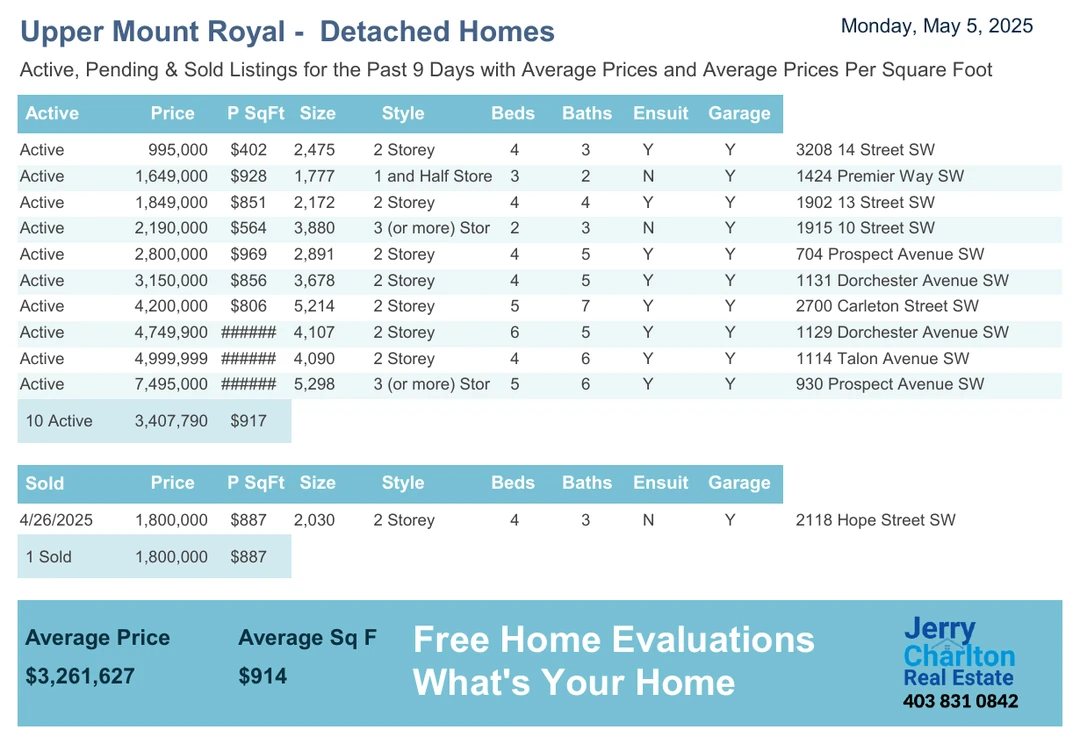 Upper Mount Royal - Detached Homes
Monday, May 5, 2025
Active, Pending & Sold Listings for the Past 9 Days with Average Prices and Average Prices Per Square Foot
Active Price P SqFt Size Style Beds Baths Ensuit Garage
Active 995,000 $402 2,475 2 Storey 4 3 Y Y 3208 14 Street SW
Active 1,649,000 $928 1,777 1 and Half Store 3 2 N Y 1424 Premier Way SW
Active 1,849,000 $851 2,172 2 Storey 4 4 Y Y 1902 13 Street SW
Active 2,190,000 $564 3,880 3 (or more) Stor 2 3 N Y 1915 10 Street SW
Active 2,800,000 $969 2,891 2 Storey 4 5 Y Y 704 Prospect Avenue SW
Active 3,150,000 $856 3,678 2 Storey 4 5 Y Y 1131 Dorchester Avenue SW
Active 4,200,000 $806 5,214 2 Storey 5 7 Y Y 2700 Carleton Street SW
Active 4,749,900 ###### 4,107 2 Storey 6 5 Y Y 1129 Dorchester Avenue SW
Active 4,999,999 ###### 4,090 2 Storey 4 6 Y Y 1114 Talon Avenue SW
Active 7,495,000 ###### 5,298 3 (or more) Stor 5 6 Y Y 930 Prospect Avenue SW
10 Active 3,407,790 $917
Sold Price P SqFt Size Style Beds Baths Ensuit Garage
4/26/2025 1,800,000 $887 2,030 2 Storey 4 3 N Y 2118 Hope Street SW
1 Sold 1,800,000 $887
Average Price Average Sq F
$3,261,627 $914
Free Home Evaluations
What's Your Home
Jerry
Charlton
Real Estate
403 831 0842